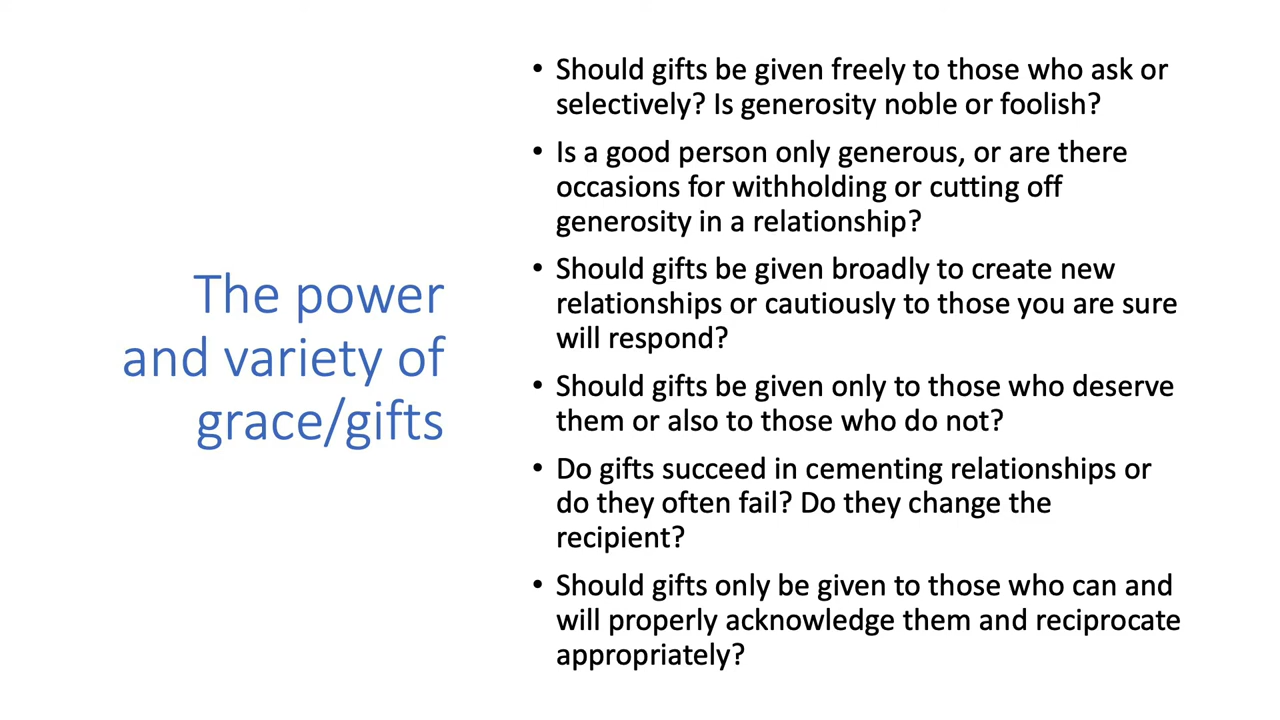 The power
and variety of
grace/gifts
• Should gifts be given freely to those who ask or
selectively? Is generosity noble or foolish?
• Is a good person only generous, or are there
occasions for withholding or cutting off
generosity in a relationship?
• Should gifts be given broadly to create new
relationships or cautiously to those you are sure
will respond?
• Should gifts be given only to those who deserve
them or also to those who do not?
• Do gifts succeed in cementing relationships or
do they often fail? Do they change the
recipient?
• Should gifts only be given to those who can and
will properly acknowledge them and reciprocate
appropriately?